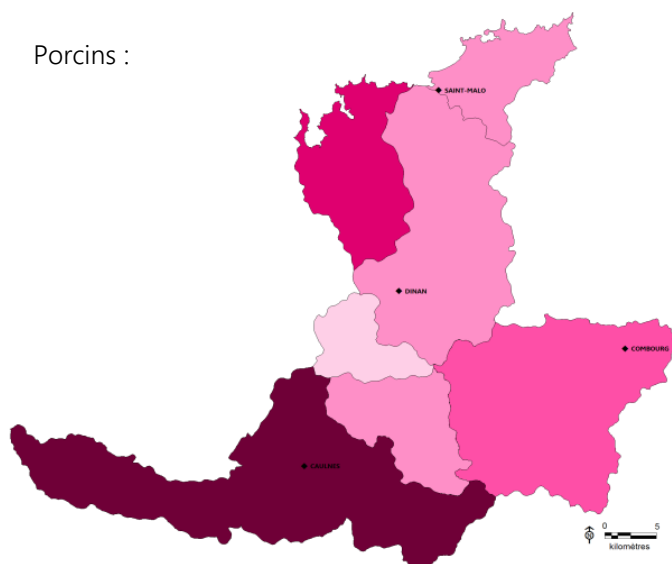 Porcins :
SAINT-MALO
DINAN
COMBOURG
CAULNES
N
0 5
kilomètres